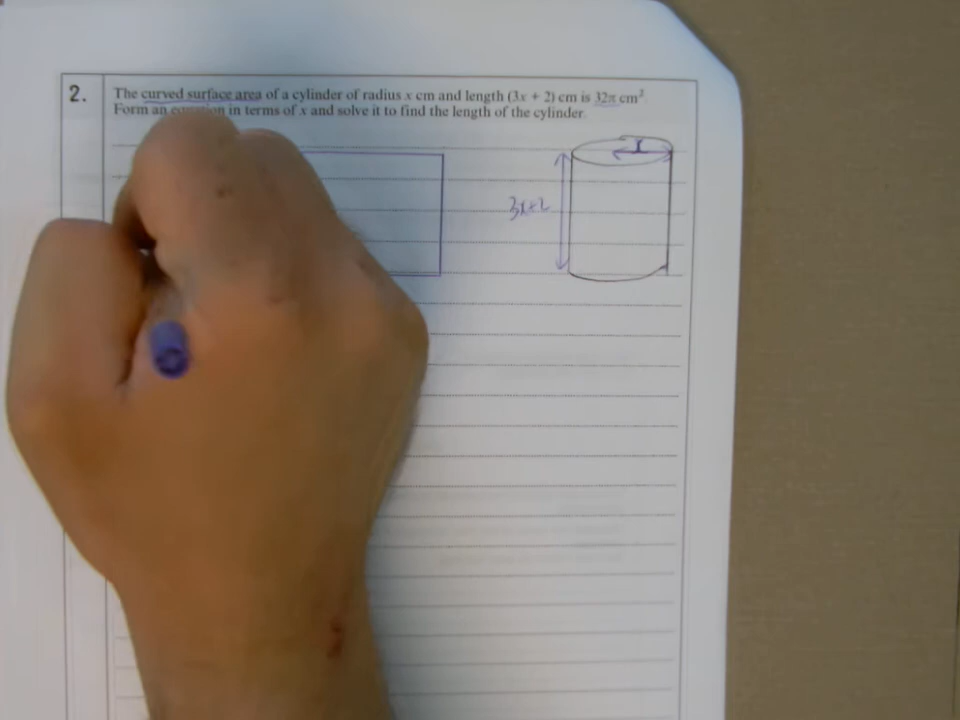 2.
The curved surface area of a cylinder of radius x cm and length (3x + 2) cm is 32π cm²
Form an equation in terms of x and solve it to find the length of the cylinder.
x
3x+2